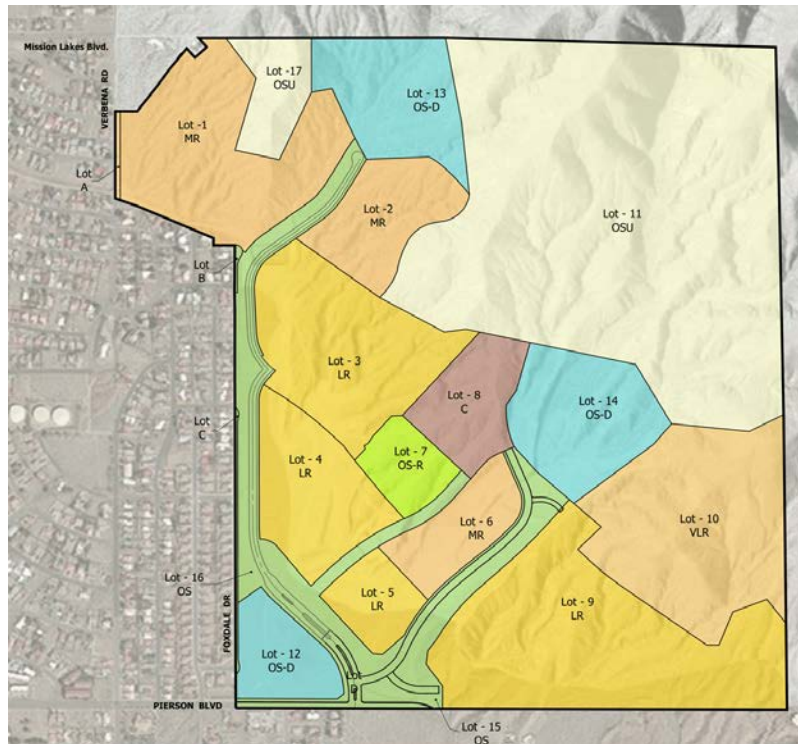 Mission Lakes Blvd.
VERBENA RD
Lot -17
OSU
Lot - 13
OS-D
Lot -1
MR
Lot
A
Lot -2
MR
Lot - 11
OSU
Lot
B
Lot - 3
LR
Lot - 8
C
Lot - 14
OS-D
Lot
C
Lot - 7
OS-R
Lot - 4
LR
Lot - 6
MR
Lot - 10
VLR
Lot - 16
OS
Lot - 5
LR
Lot - 9
LR
FOXDALE DR
Lot - 12
OS-D
Lot
D
PIERSON BLVD
Lot - 15
OS